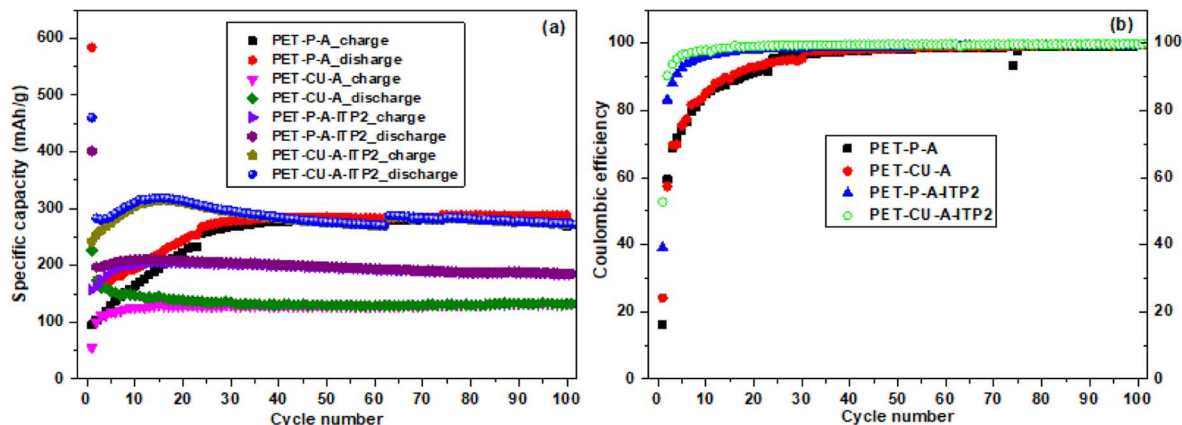 (a)
PET-P-A_charge
PET-P-A_disharge
PET-CU-A_charge
PET-CU-A_discharge
PET-P-A-ITP2_charge
PET-P-A-ITP2_discharge
PET-CU-A-ITP2_charge
PET-CU-A-ITP2_discharge
Specific capacity (mAh/g)
600
500
400
300
200
100
0
0 10 20 30 40 50 60 70 80 90 100
Cycle number
(b)
PET-P-A
PET-CU-A
PET-P-A-ITP2
PET-CU-A-ITP2
Coulombic efficiency
100
80
60
40
20
0
100
80
60
40
20
0
0 10 20 30 40 50 60 70 80 90 100
Cycle number